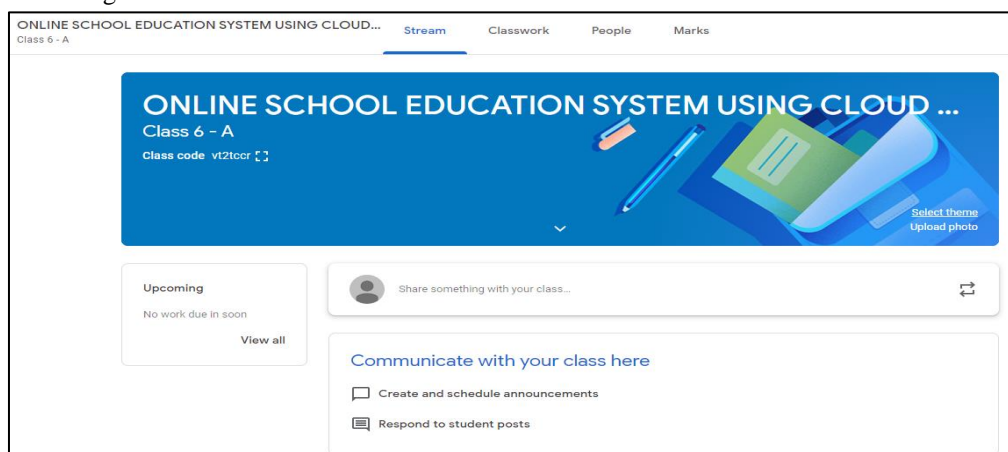 ONLINE SCHOOL EDUCATION SYSTEM USING CLOUD... Stream Classwork People Marks
Class 6 - A
ONLINE SCHOOL EDUCATION SYSTEM USING CLOUD ...
Class 6 - A
Class code vt2tccr
Select theme
Upload photo
Upcoming
No work due in soon
View all
Share something with your class...
Communicate with your class here
Create and schedule announcements
Respond to student posts